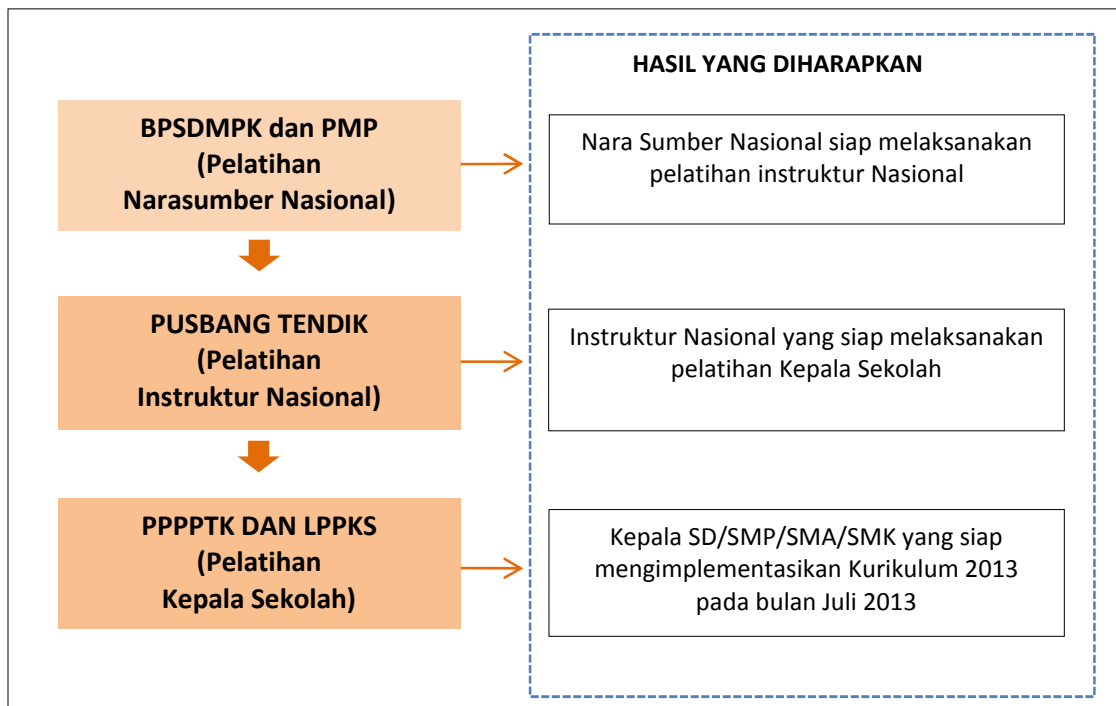 HASIL YANG DIHARAPKAN
BPSDMPK dan PMP
(Pelatihan
Narasumber Nasional)
Nara Sumber Nasional siap melaksanakan
pelatihan instruktur Nasional
PUSBANG TENDIK
(Pelatihan
Instruktur Nasional)
Instruktur Nasional yang siap melaksanakan
pelatihan Kepala Sekolah
PPPPTK DAN LPPKS
(Pelatihan
Kepala Sekolah)
Kepala SD/SMP/SMA/SMK yang siap
mengimplementasikan Kurikulum 2013
pada bulan Juli 2013